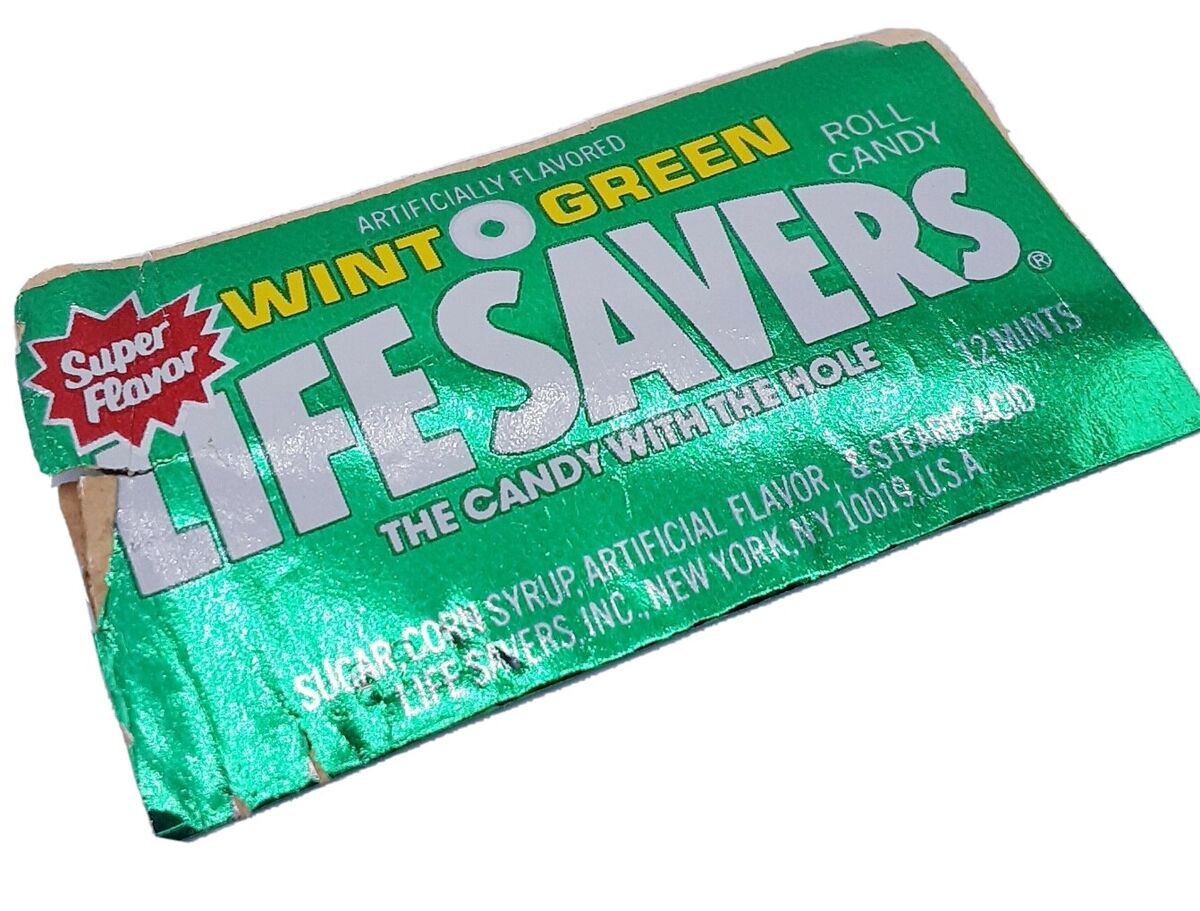 ARTIFICIALLY FLAVORED
WINT O GREEN
ROLL
CANDY
Super
Flavor
LIFE SAVERS®
THE CANDY WITH THE HOLE
12 MINTS
SUGAR, CORN SYRUP, ARTIFICIAL FLAVOR, & STEARIC ACID
LIFE SAVERS, INC., NEW YORK, N.Y. 10019, U.S.A